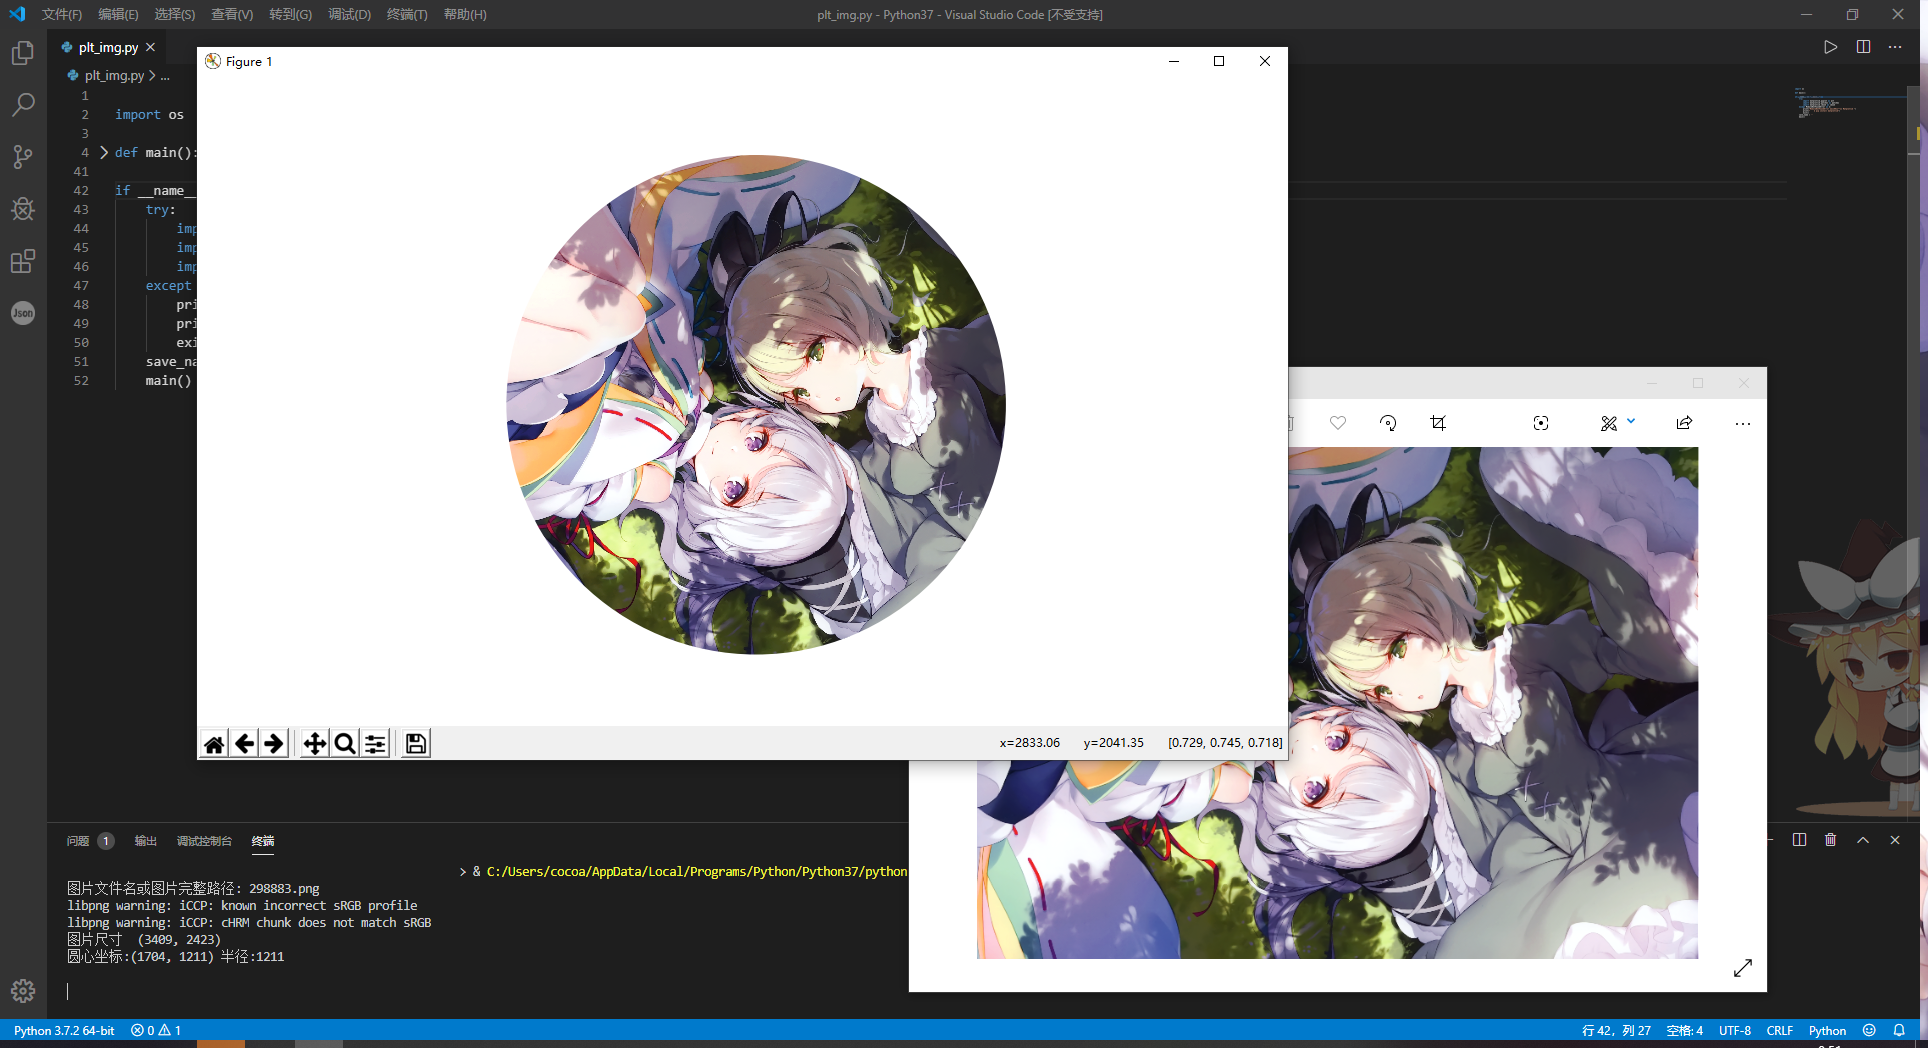 文件(F) 编辑(E) 选择(S) 查看(V) 转到(G) 调试(D) 终端(T) 帮助(H) plt_img.py - Python37 - Visual Studio Code [不受支持]
plt_img.py
plt_img.py > ...
Figure 1
1
2 import os
3
4 def main():
41
42 if __name__
43 try:
44 imp
45 imp
46 imp
47 except
48 pri
49 pri
50 exi
51 save_na
52 main()
Json
x=2833.06 y=2041.35 [0.729, 0.745, 0.718]
问题 1 输出 调试控制台 终端
> & C:/Users/cocoa/AppData/Local/Programs/Python/Python37/python
图片文件名或图片完整路径: 298883.png
libpng warning: iCCP: known incorrect sRGB profile
libpng warning: iCCP: cHRM chunk does not match sRGB
图片尺寸 (3409, 2423)
圆心坐标:(1704, 1211) 半径:1211
Python 3.7.2 64-bit 0 1 行 42，列 27 空格: 4 UTF-8 CRLF Python